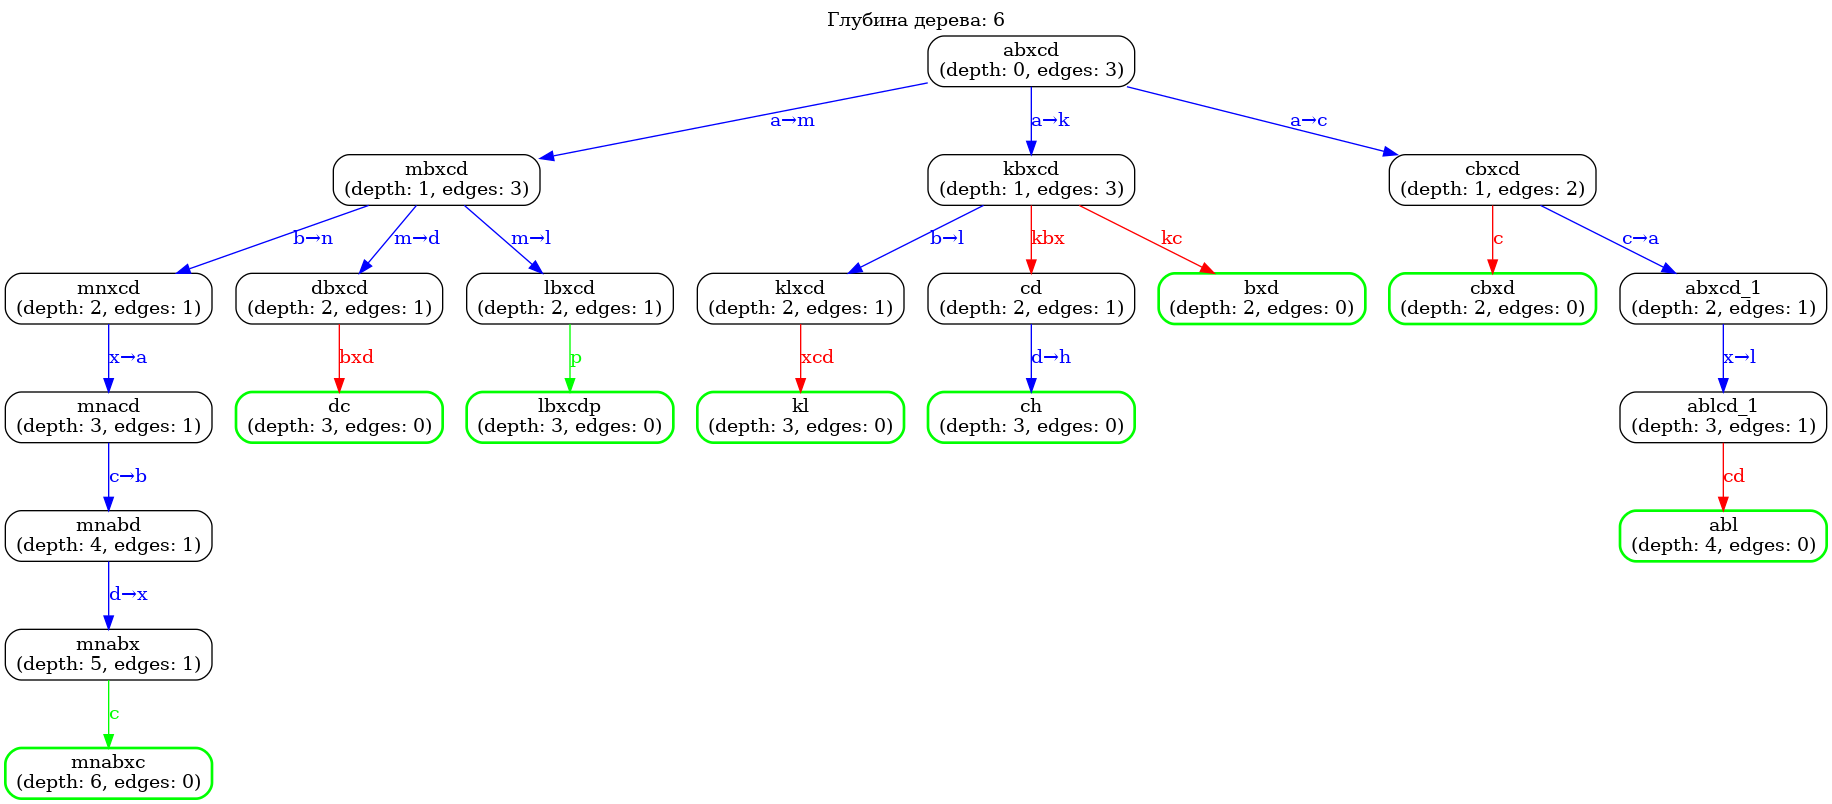 Глубина дерева: 6
abxcd
(depth: 0, edges: 3)
a→m
a→k
a→c
mbxcd
(depth: 1, edges: 3)
kbxcd
(depth: 1, edges: 3)
cbxcd
(depth: 1, edges: 2)
b→n
m→d
m→l
b→l
kbx
kc
c
c→a
mnxcd
(depth: 2, edges: 1)
dbxcd
(depth: 2, edges: 1)
lbxcd
(depth: 2, edges: 1)
klxcd
(depth: 2, edges: 1)
cd
(depth: 2, edges: 1)
bxd
(depth: 2, edges: 0)
cbxd
(depth: 2, edges: 0)
abxcd_1
(depth: 2, edges: 1)
x→a
bxd
p
xcd
d→h
x→l
mnacd
(depth: 3, edges: 1)
dc
(depth: 3, edges: 0)
lbxcdp
(depth: 3, edges: 0)
kl
(depth: 3, edges: 0)
ch
(depth: 3, edges: 0)
ablcd_1
(depth: 3, edges: 1)
c→b
cd
mnabd
(depth: 4, edges: 1)
abl
(depth: 4, edges: 0)
d→x
mnabx
(depth: 5, edges: 1)
c
mnabxc
(depth: 6, edges: 0)